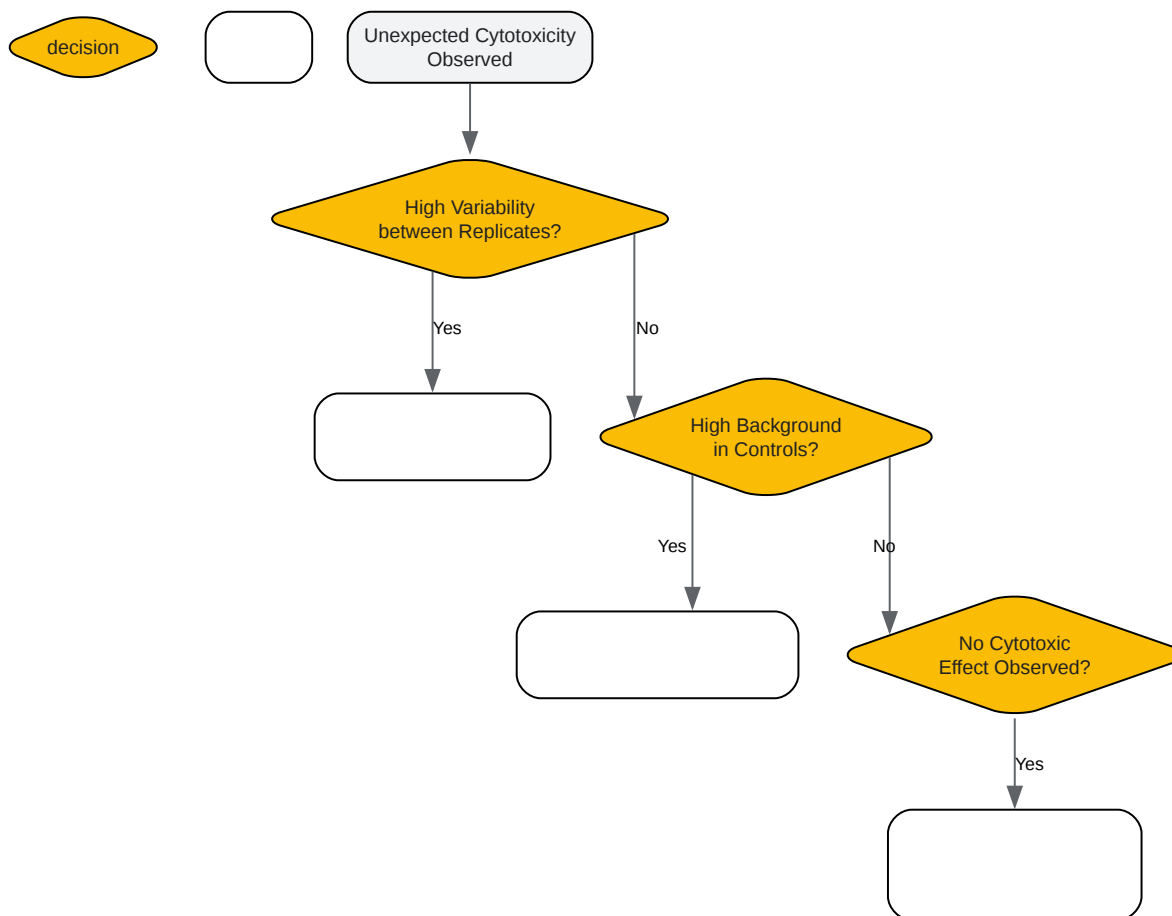 decision
Unexpected Cytotoxicity
Observed
High Variability
between Replicates?
Yes
No
High Background
in Controls?
Yes
No
No Cytotoxic
Effect Observed?
Yes